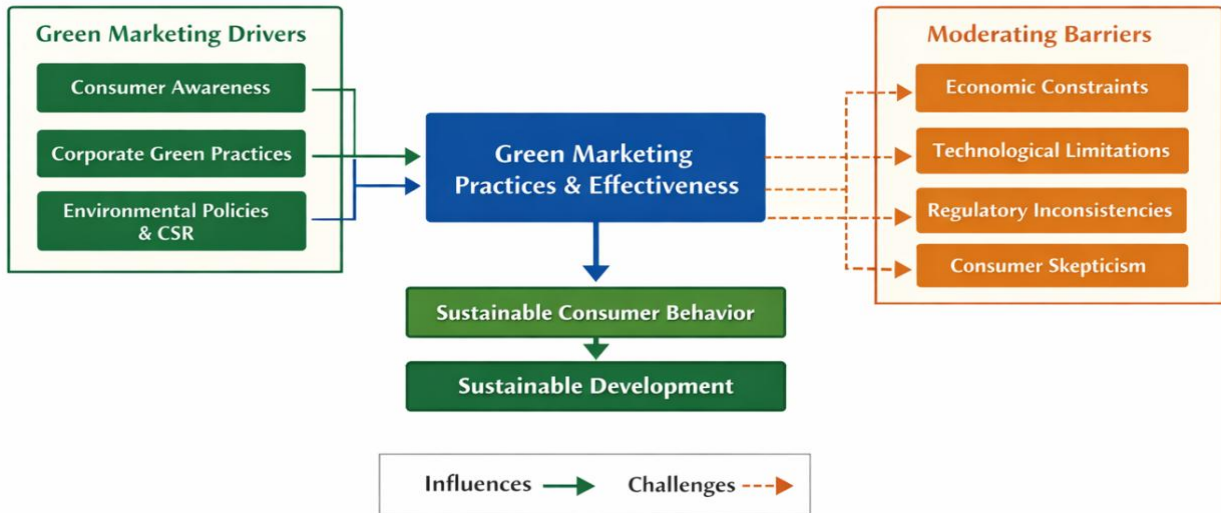 Green Marketing Drivers
Consumer Awareness
Corporate Green Practices
Environmental Policies
& CSR
Green Marketing
Practices & Effectiveness
Sustainable Consumer Behavior
Sustainable Development
Moderating Barriers
Economic Constraints
Technological Limitations
Regulatory Inconsistencies
Consumer Skepticism
Influences
Challenges